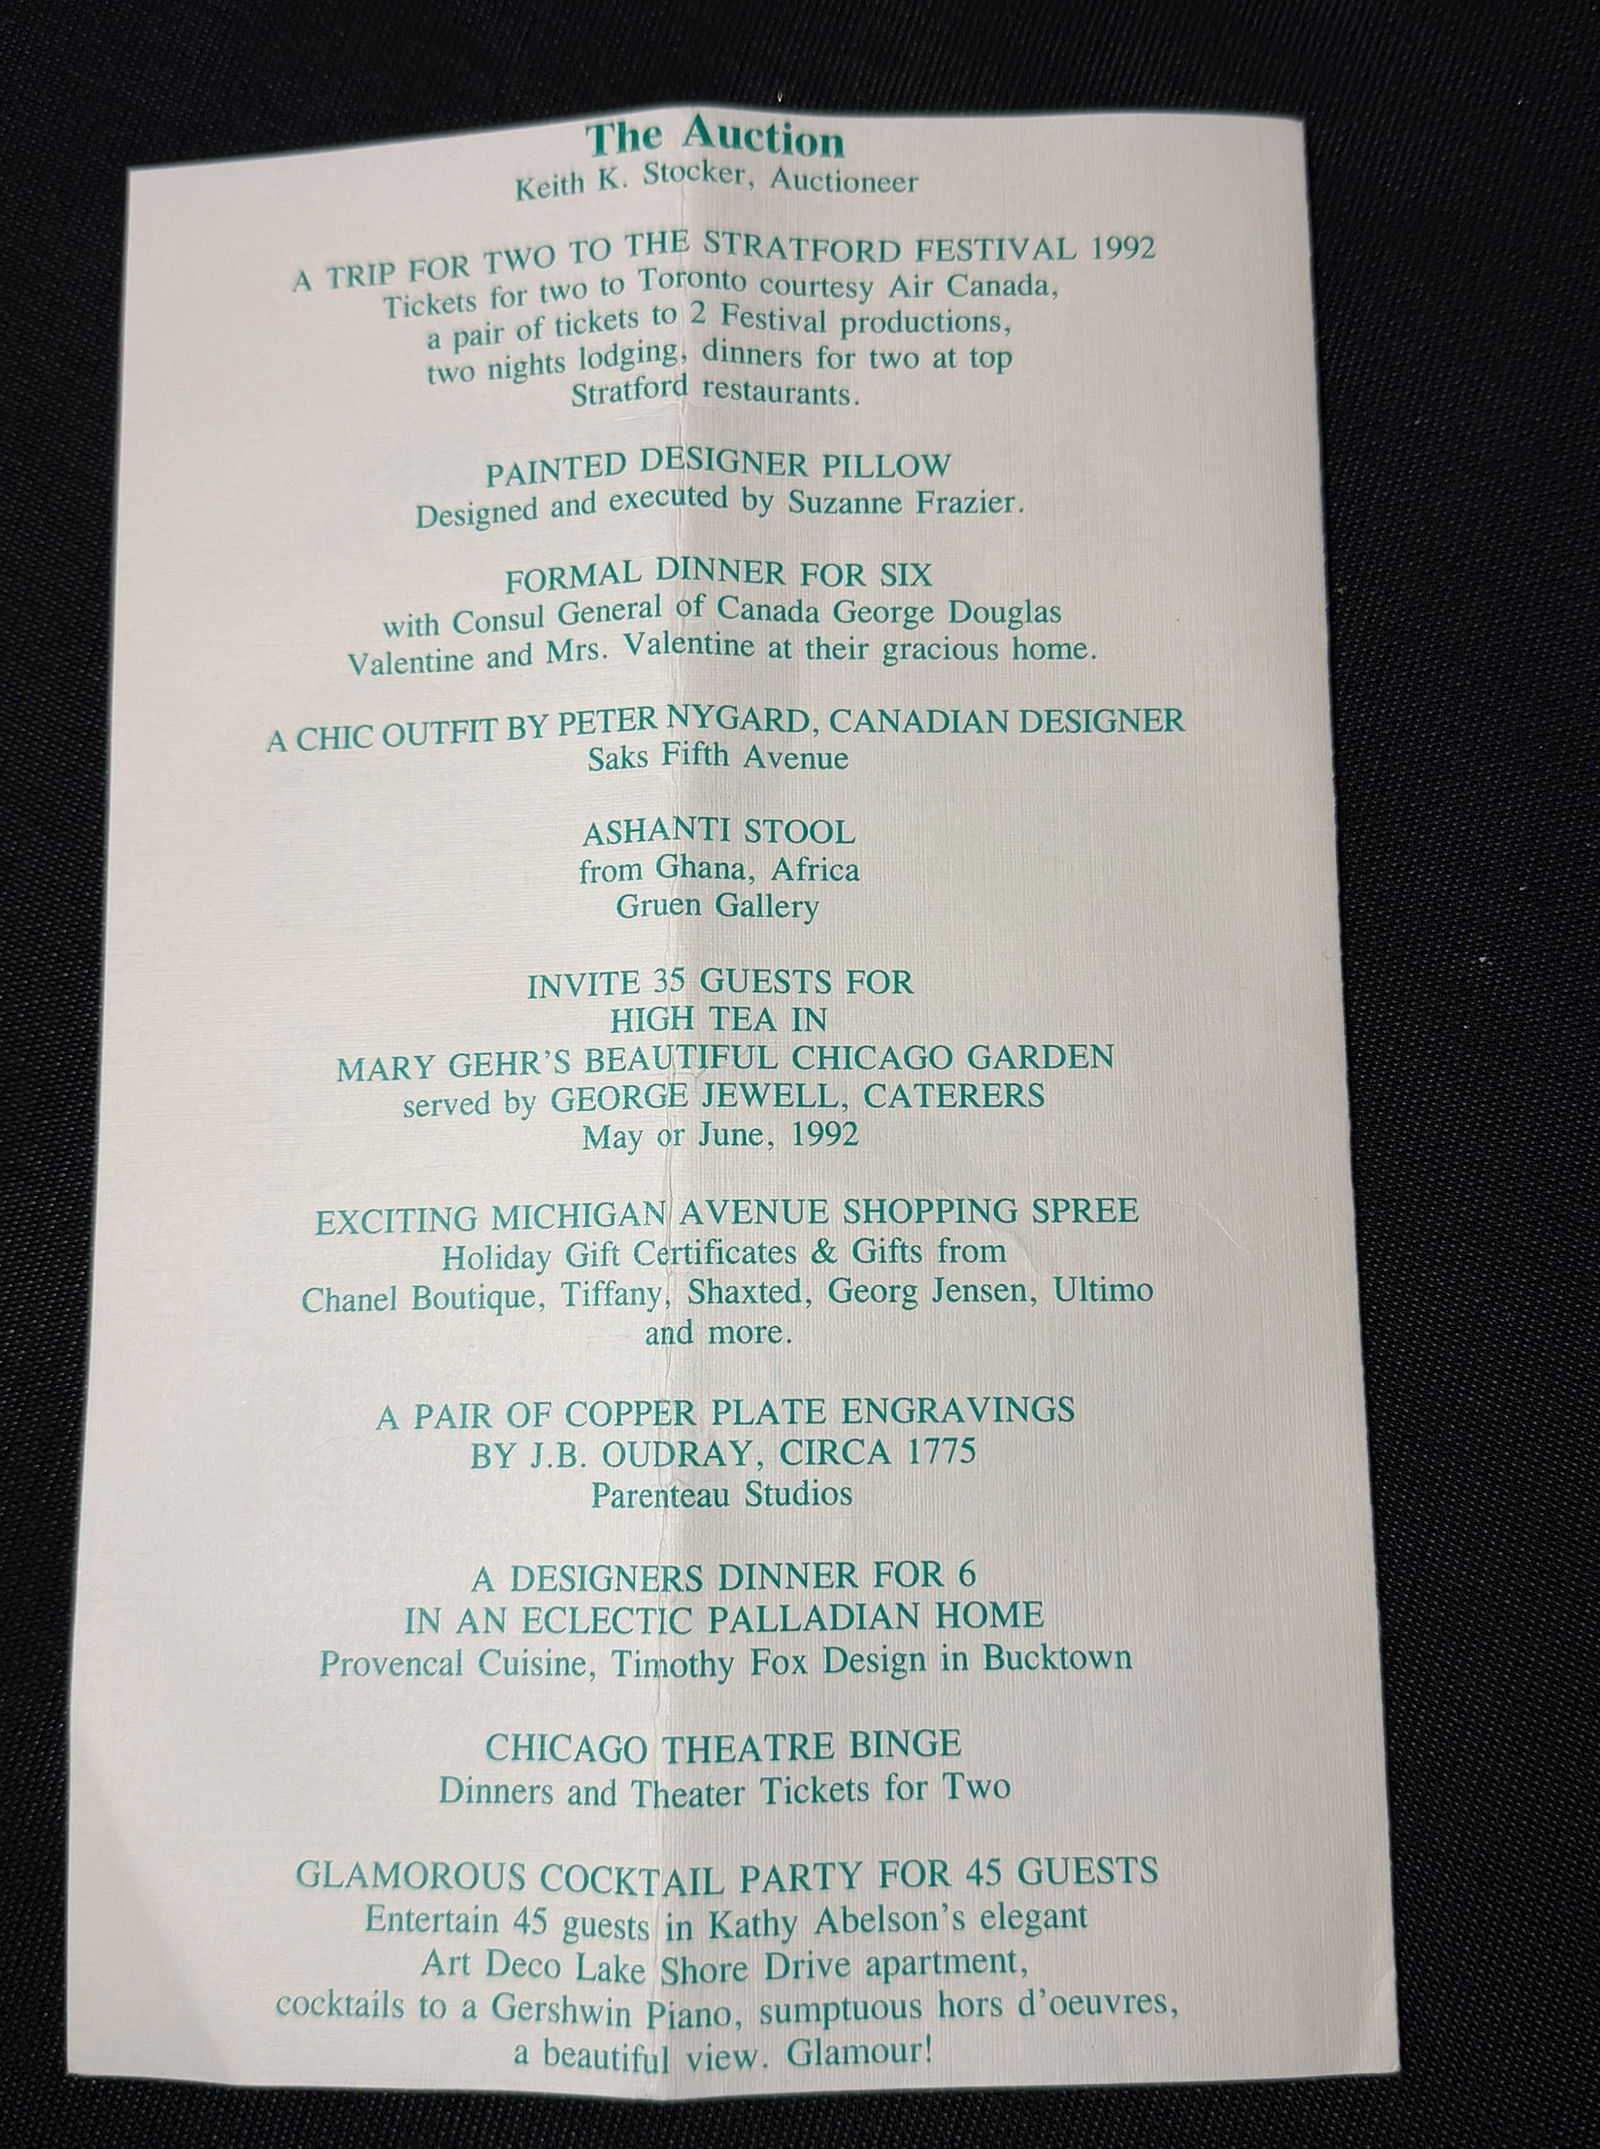 The Auction
Keith K. Stocker, Auctioneer
A TRIP FOR TWO TO THE STRATFORD FESTIVAL 1992
Tickets for two to Toronto courtesy Air Canada,
a pair of tickets to 2 Festival productions,
two nights lodging, dinners for two at top
Stratford restaurants.
PAINTED DESIGNER PILLOW
Designed and executed by Suzanne Frazier.
FORMAL DINNER FOR SIX
with Consul General of Canada George Douglas
Valentine and Mrs. Valentine at their gracious home.
A CHIC OUTFIT BY PETER NYGARD, CANADIAN DESIGNER
Saks Fifth Avenue
ASHANTI STOOL
from Ghana, Africa
Gruen Gallery
INVITE 35 GUESTS FOR
HIGH TEA IN
MARY GEHR'S BEAUTIFUL CHICAGO GARDEN
served by GEORGE JEWELL, CATERERS
May or June, 1992
EXCITING MICHIGAN AVENUE SHOPPING SPREE
Holiday Gift Certificates & Gifts from
Chanel Boutique, Tiffany, Shaxted, Georg Jensen, Ultimo
and more.
A PAIR OF COPPER PLATE ENGRAVINGS
BY J.B. OUDRAY, CIRCA 1775
Parenteau Studios
A DESIGNERS DINNER FOR 6
IN AN ECLECTIC PALLADIAN HOME
Provencal Cuisine, Timothy Fox Design in Bucktown
CHICAGO THEATRE BINGE
Dinners and Theater Tickets for Two
GLAMOROUS COCKTAIL PARTY FOR 45 GUESTS
Entertain 45 guests in Kathy Abelson's elegant
Art Deco Lake Shore Drive apartment,
cocktails to a Gershwin Piano, sumptuous hors d'oeuvres,
a beautiful view. Glamour!